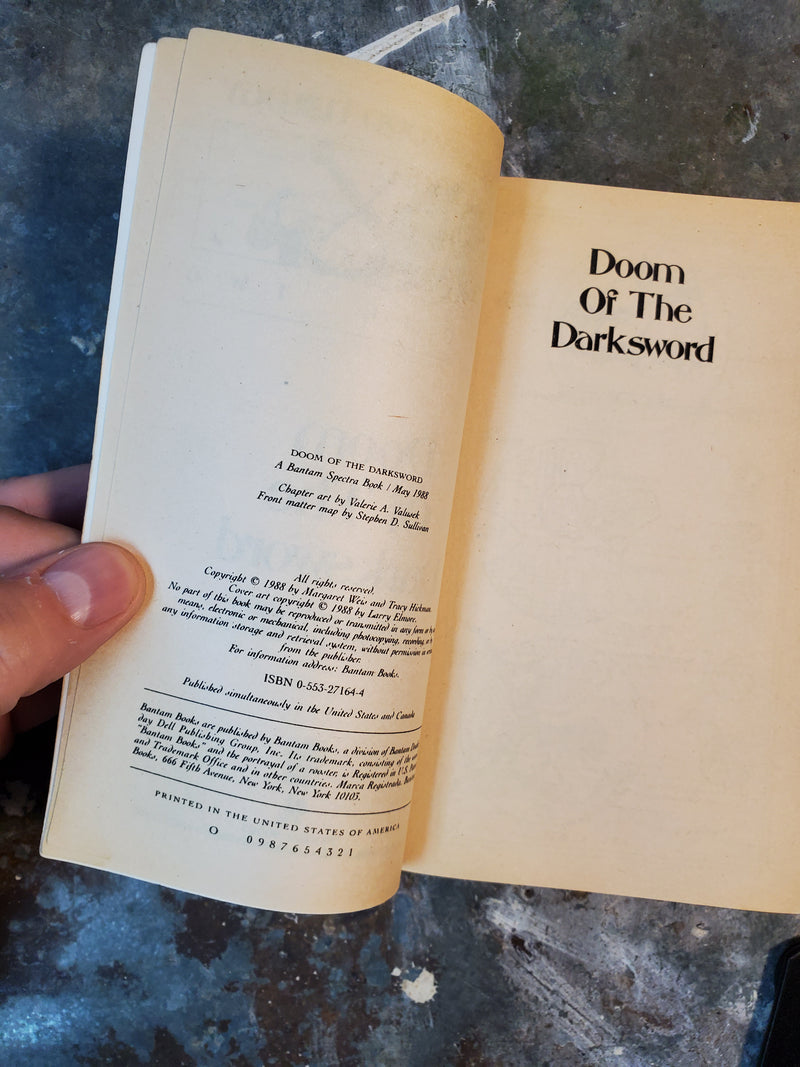 DOOM OF THE DARKSWORD
A Bantam Spectra Book / May 1988
Chapter art by Valerie A. Valusek
Front matter map by Stephen D. Sullivan
All rights reserved.
Copyright © 1988 by Margaret Weis and Tracy Hickman.
Cover art copyright © 1988 by Larry Elmore.
No part of this book may be reproduced or transmitted in any form or by
means, electronic or mechanical, including photocopying, recording, or
any information storage and retrieval system, without permission in
from the publisher.
For information address: Bantam Books.
ISBN 0-553-27164-4
Published simultaneously in the United States and Canada
Bantam Books are published by Bantam Books, a division of Bantam
day Dell Publishing Group, Inc. Its trademark, consisting of the
"Bantam Books" and the portrayal of a rooster, is Registered in U.S.
and Trademark Office and in other countries. Marca Registrada.
Books, 666 Fifth Avenue, New York, New York 10103.
PRINTED IN THE UNITED STATES OF AMERICA
O 0 9 8 7 6 5 4 3 2 1
Doom
Of The
Darksword